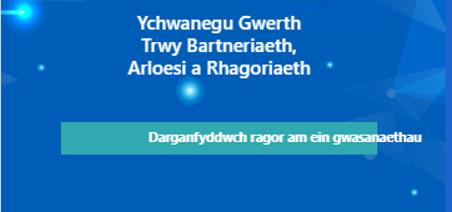 Ychwanegu Gwerth
Trwy Bartneriaeth,
Arloesi a Rhagoriaeth
Darganfyddwch ragor am ein gwasanaethau